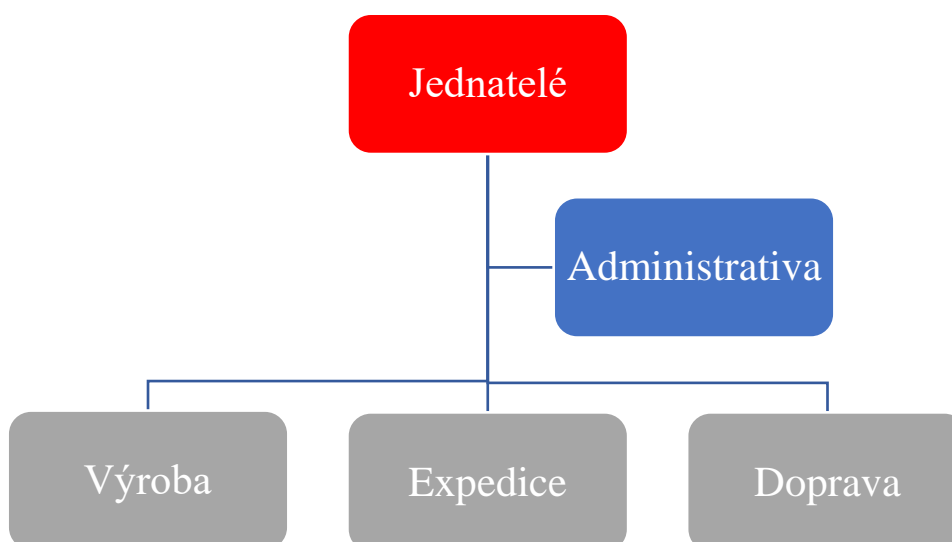 Jednatelé
Administrativa
Výroba
Expedice
Doprava